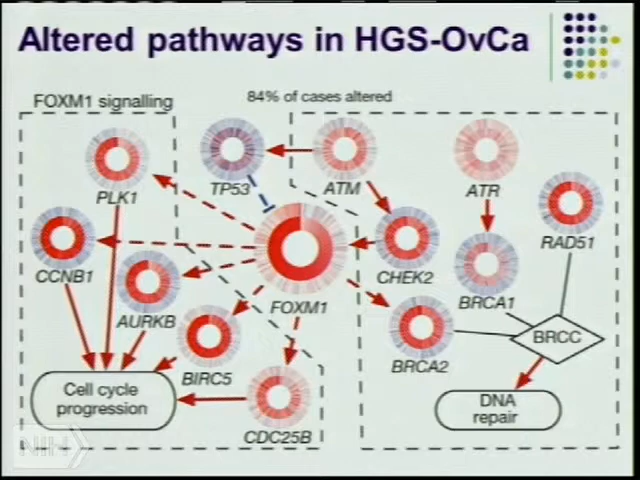 Altered pathways in HGS-OvCa
FOXM1 signalling
84% of cases altered
PLK1
TP53
ATM
ATR
RAD51
CCNB1
CHEK2
AURKB
FOXM1
BRCA1
BIRC5
BRCA2
BRCC
Cell cycle
progression
CDC25B
DNA
repair
NIH